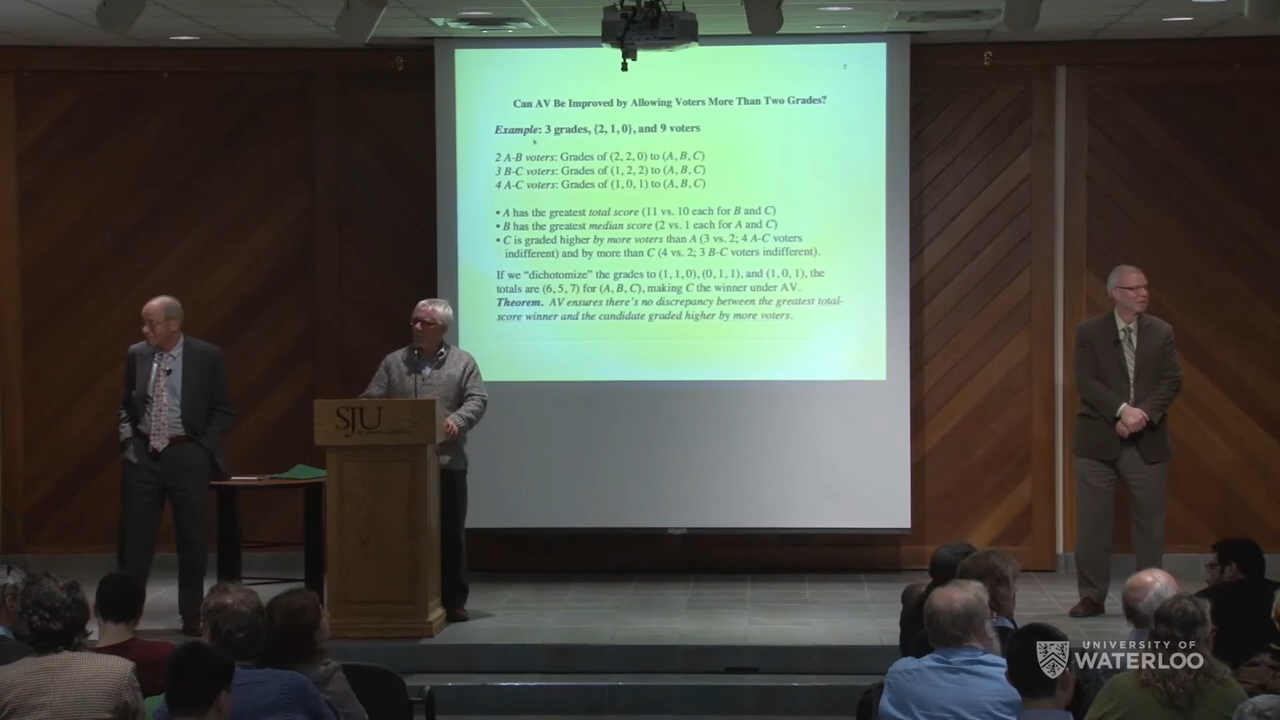 Can AV Be Improved by Allowing Voters More Than Two Grades?
Example: 3 grades, {2, 1, 0}, and 9 voters
2 A-B voters: Grades of (2, 2, 0) to (A, B, C)
3 B-C voters: Grades of (1, 2, 2) to (A, B, C)
4 A-C voters: Grades of (1, 0, 1) to (A, B, C)
• A has the greatest total score (11 vs. 10 each for B and C)
• B has the greatest median score (2 vs. 1 each for A and C)
• C is graded higher by more voters than A (3 vs. 2; 4 A-C voters
indifferent) and by more than C (4 vs. 2; 3 B-C voters indifferent).
If we "dichotomize" the grades to (1, 1, 0), (0, 1, 1), and (1, 0, 1), the
totals are (6, 5, 7) for (A, B, C), making C the winner under AV.
Theorem. AV ensures there's no discrepancy between the greatest total-
score winner and the candidate graded higher by more voters.
SJU
UNIVERSITY OF
WATERLOO